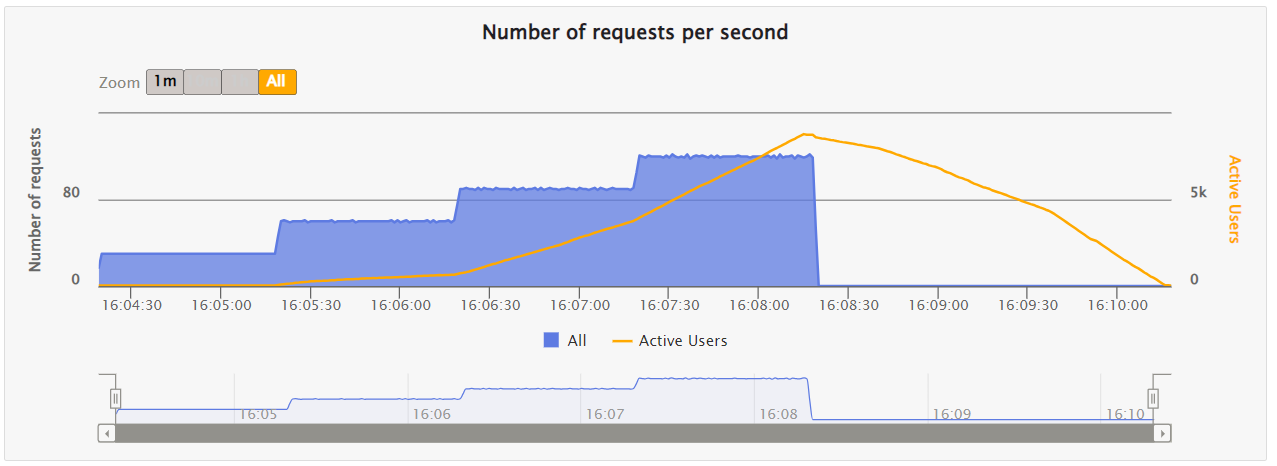 Number of requests per second
Zoom 1m All
Number of requests
80
0
5k
0
Active Users
16:04:30 16:05:00 16:05:30 16:06:00 16:06:30 16:07:00 16:07:30 16:08:00 16:08:30 16:09:00 16:09:30 16:10:00
All Active Users
16:05 16:06 16:07 16:08 16:09 16:10